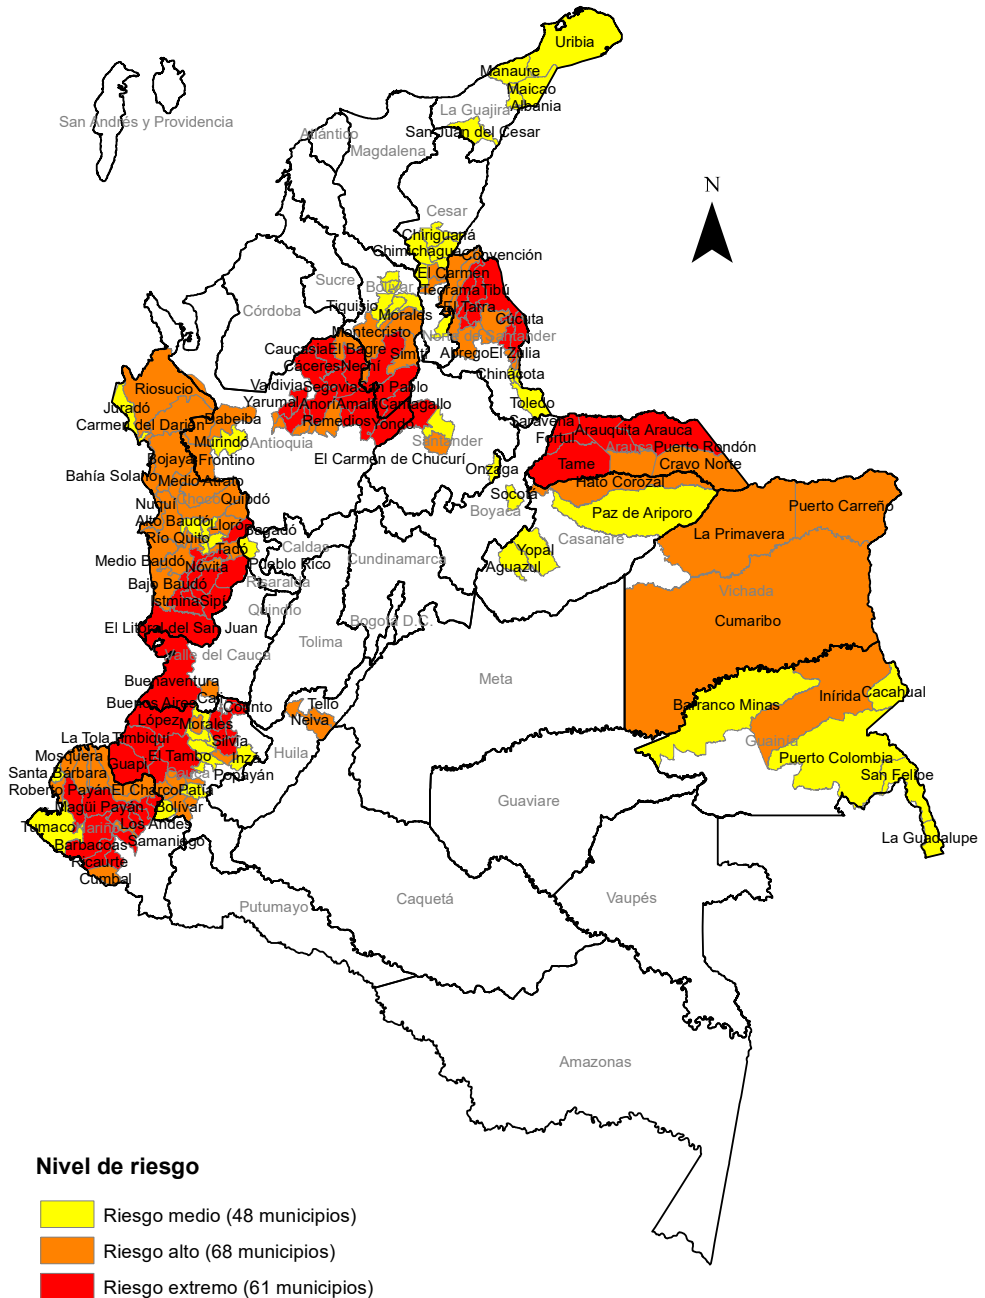 Uribia
Manaure
Maicao
Albania
La Guajira
San Juan del Cesar
San Andrés y Providencia
Atlántico
Magdalena
N
Cesar
Chiriguaná
Chimichagua
Convención
El Carmen
Sucre
Bolívar
Teorama
Tibú
El Tarra
Córdoba
Tiquisio
Morales
Cúcuta
Montecristo
Norte de Santander
Caucasia
El Bagre
Simití
Abrego
El Zulia
Cáceres
Nechí
Chinácota
Riosucio
Valdivia
Segovia
San Pablo
Yarumal
Anorí
Amalfi
Cantagallo
Toledo
Juradó
Carmen del Darien
Dabeiba
Remedios
Yondó
Saravena
Arauquita
Arauca
Murindó
Antioquia
Santander
Fortul
Arauca
Puerto Rondón
Bojaya
Frontino
El Carmen de Chucurí
Tame
Cravo Norte
Bahía Solano
Medio Atrato
Onzaga
Hato Corozal
Nuquí
Chocó
Quibdó
Socotá
Boyacá
Paz de Ariporo
Puerto Carreño
Alto Baudó
Lloró
Bagadó
La Primavera
Río Quito
Tadó
Caldas
Cundinamarca
Yopal
Casanare
Medio Baudó
Nóvita
Pueblo Rico
Aguazul
Bajo Baudó
Risaralda
Vichada
Istmina
Sipí
Quindío
Bogotá D.C.
Cumaribo
El Litoral del San Juan
Tolima
Valle del Cauca
Meta
Buenaventura
Buenos Aires
Corinto
Tello
Barranco Minas
Inírida
Cacahual
López
Morales
Neiva
La Tola
Timbiquí
Silvia
Guainía
Mosquera
Guapi
El Tambo
Inzá
Huila
Puerto Colombia
Santa Bárbara
Cauca
Popayán
San Felipe
Roberto Payán
El Charco
Patía
Guaviare
Magüi Payán
Bolívar
Tumaco
Nariño
Los Andes
La Guadalupe
Barbacoas
Samaniego
Ricaurte
Cumbal
Caquetá
Vaupés
Putumayo
Amazonas
Nivel de riesgo
Riesgo medio (48 municipios)
Riesgo alto (68 municipios)
Riesgo extremo (61 municipios)